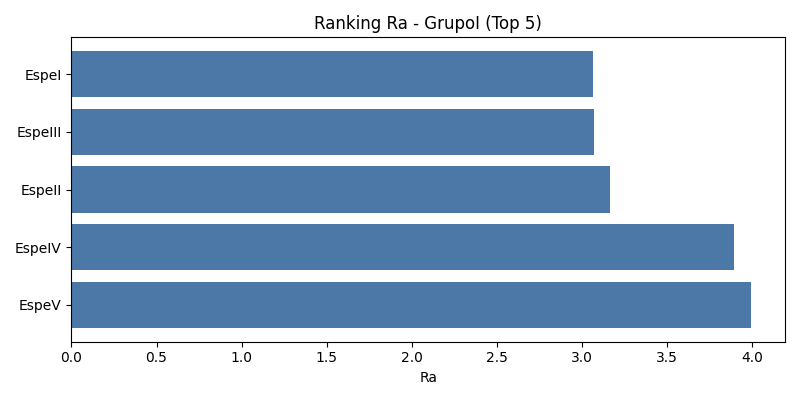 Ranking Ra - GrupoI (Top 5)
EspeI
EspeIII
EspeII
EspeIV
EspeV
0.0 0.5 1.0 1.5 2.0 2.5 3.0 3.5 4.0
Ra